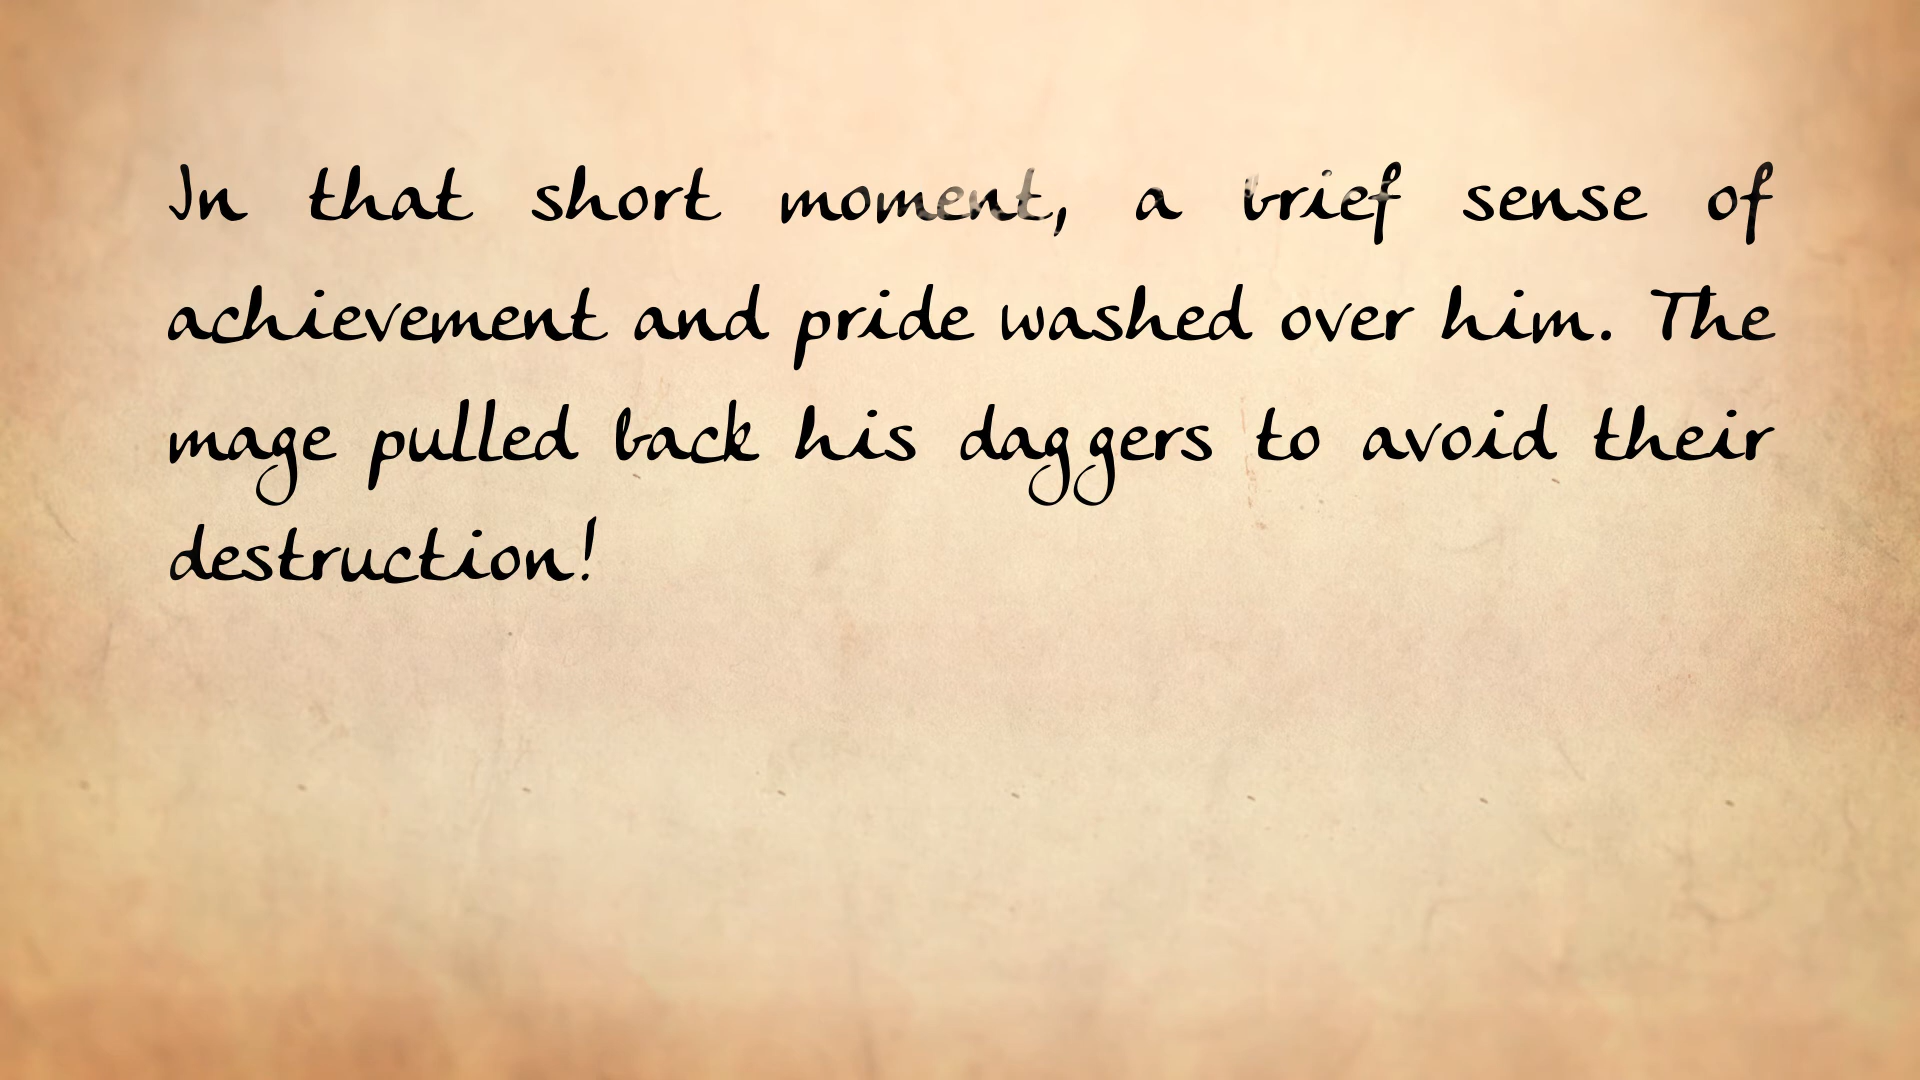 In that short moment, a brief sense of
achievement and pride washed over him. The
mage pulled back his daggers to avoid their
destruction!